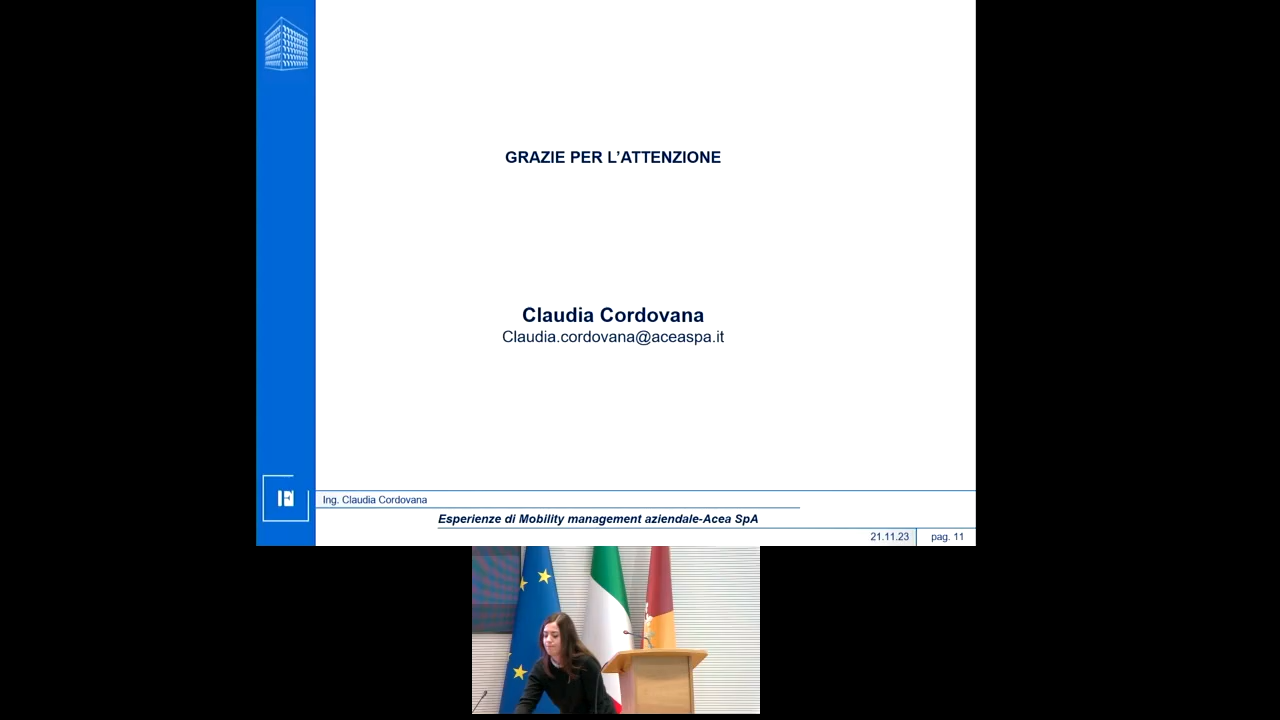 GRAZIE PER L’ATTENZIONE
Claudia Cordovana
Claudia.cordovana@aceaspa.it
Ing. Claudia Cordovana
Esperienze di Mobility management aziendale-Acea SpA
21.11.23 pag. 11